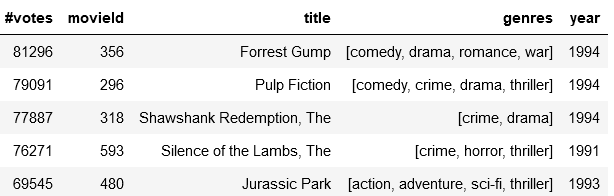 #votes movieId title genres year
81296 356 Forrest Gump [comedy, drama, romance, war] 1994
79091 296 Pulp Fiction [comedy, crime, drama, thriller] 1994
77887 318 Shawshank Redemption, The [crime, drama] 1994
76271 593 Silence of the Lambs, The [crime, horror, thriller] 1991
69545 480 Jurassic Park [action, adventure, sci-fi, thriller] 1993